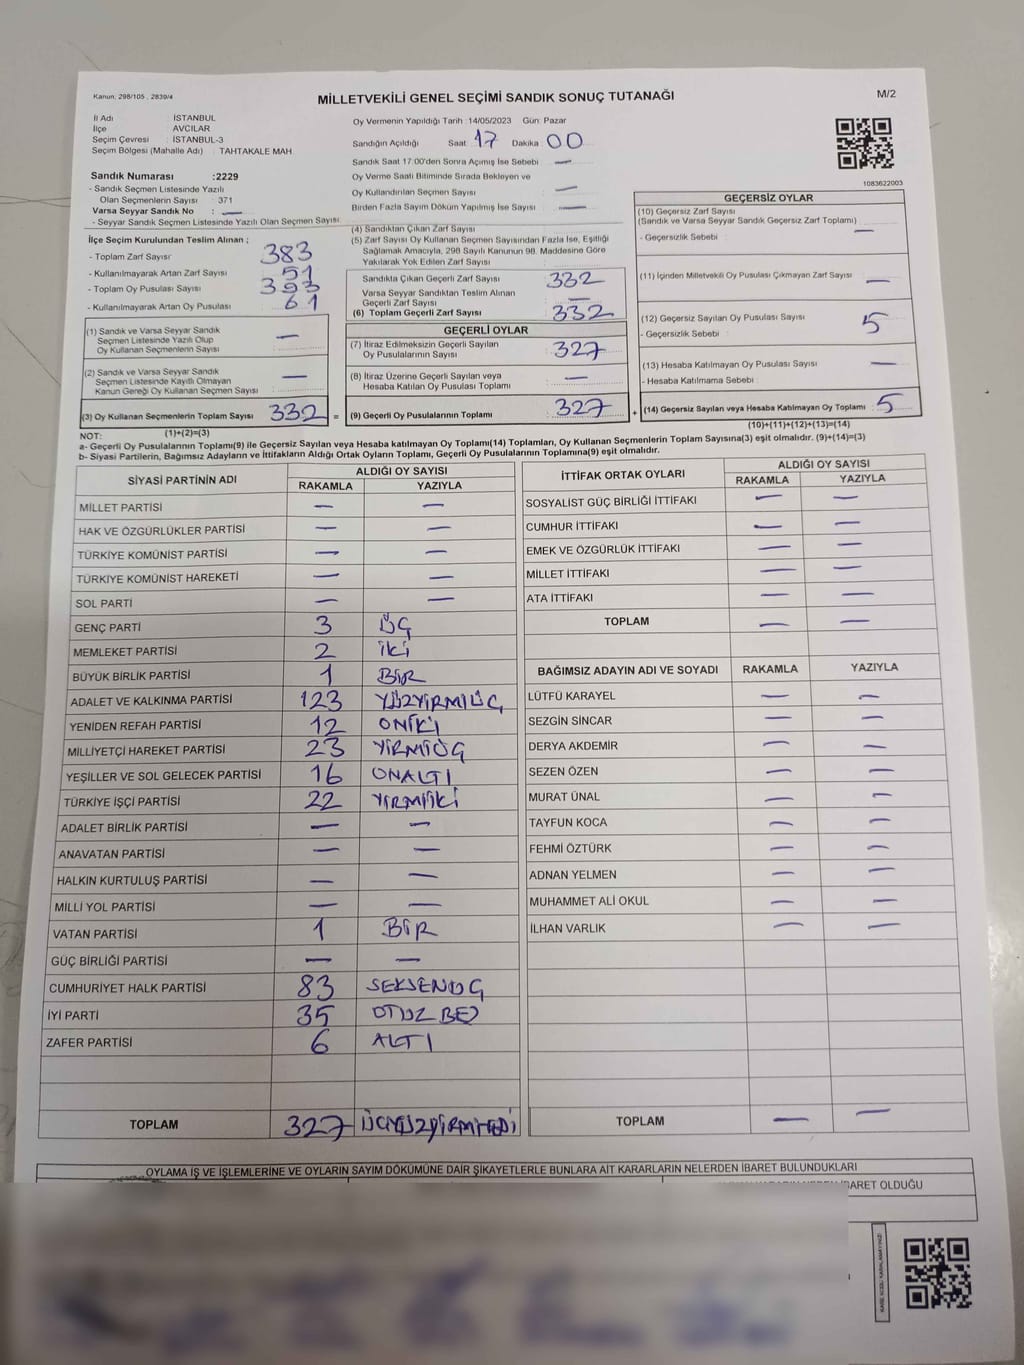 Kanun, 298/105 , 2839/4
MİLLETVEKİLİ GENEL SEÇİMİ SANDIK SONUÇ TUTANAĞI
M/2
İl Adı : İSTANBUL
İlçe : AVCILAR
Seçim Çevresi : İSTANBUL-3
Seçim Bölgesi (Mahalle Adı) : TAHTAKALE MAH
Sandık Numarası :2229
- Sandık Seçmen Listesinde Yazılı
Olan Seçmenlerin Sayısı : 371
Varsa Seyyar Sandık No : —
- Seyyar Sandık Seçmen Listesinde Yazılı Olan Seçmen Sayısı:
Oy Vermenin Yapıldığı Tarih :14/05/2023 Gün: Pazar
Sandığın Açıldığı Saat : 17 Dakika 00
Sandık Saat 17:00'den Sonra Açımış İse Sebebi : —
Oy Verme Saati Bitiminde Sırada Bekleyen ve
Oy Kullandırılan Seçmen Sayısı : —
Birden Fazla Sayım Döküm Yapılmış İse Sayısı : —
1083622003
İlçe Seçim Kurulundan Teslim Alınan ;
- Toplam Zarf Sayısı : 383
- Kullanılmayarak Artan Zarf Sayısı : 51
- Toplam Oy Pusulası Sayısı : 393
- Kullanılmayarak Artan Oy Pusulası : 61
(1) Sandık ve Varsa Seyyar Sandık
Seçmen Listesinde Yazılı Olup
Oy Kullanan Seçmenlerin Sayısı : —
(2) Sandık ve Varsa Seyyar Sandık
Seçmen Listesinde Kayıtlı Olmayan
Kanun Gereği Oy Kullanan Seçmen Sayısı : —
(3) Oy Kullanan Seçmenlerin Toplam Sayısı : 332 =
(1)+(2)=(3)
(4) Sandıktan Çıkan Zarf Sayısı :
(5) Zarf Sayısı Oy Kullanan Seçmen Sayısından Fazla İse, Eşitliği
Sağlamak Amacıyla, 298 Sayılı Kanunun 98. Maddesine Göre
Yakılarak Yok Edilen Zarf Sayısı :
Sandıkta Çıkan Geçerli Zarf Sayısı : 332
Varsa Seyyar Sandıktan Teslim Alınan
Geçerli Zarf Sayısı : —
(6) Toplam Geçerli Zarf Sayısı : 332
GEÇERLİ OYLAR
(7) İtiraz Edilmeksizin Geçerli Sayılan
Oy Pusulalarının Sayısı : 327
(8) İtiraz Üzerine Geçerli Sayılan veya
Hesaba Katılan Oy Pusulası Toplamı : —
(9) Geçerli Oy Pusulalarının Toplamı : 327 +
GEÇERSİZ OYLAR
(10) Geçersiz Zarf Sayısı
(Sandık ve Varsa Seyyar Sandık Geçersiz Zarf Toplamı) : —
- Geçersizlik Sebebi :
(11) İçinden Milletvekili Oy Pusulası Çıkmayan Zarf Sayısı : —
(12) Geçersiz Sayılan Oy Pusulası Sayısı : 5
- Geçersizlik Sebebi :
(13) Hesaba Katılmayan Oy Pusulası Sayısı : —
- Hesaba Katılmama Sebebi :
(14) Geçersiz Sayılan veya Hesaba Katılmayan Oy Toplamı : 5
(10)+(11)+(12)+(13)=(14)
NOT:
a- Geçerli Oy Pusulalarının Toplamı(9) ile Geçersiz Sayılan veya Hesaba katılmayan Oy Toplamı(14) Toplamları, Oy Kullanan Seçmenlerin Toplam Sayısına(3) eşit olmalıdır. (9)+(14)=(3)
b- Siyasi Partilerin, Bağımsız Adayların ve İttifakların Aldığı Ortak Oyların Toplamı, Geçerli Oy Pusulalarının Toplamına(9) eşit olmalıdır.
SİYASİ PARTİNİN ADI
ALDIĞI OY SAYISI
RAKAMLA YAZIYLA
MİLLET PARTİSİ — —
HAK VE ÖZGÜRLÜKLER PARTİSİ — —
TÜRKİYE KOMÜNİST PARTİSİ — —
TÜRKİYE KOMÜNİST HAREKETİ — —
SOL PARTİ — —
GENÇ PARTİ 3 ÜÇ
MEMLEKET PARTİSİ 2 İKİ
BÜYÜK BİRLİK PARTİSİ 1 BİR
ADALET VE KALKINMA PARTİSİ 123 YÜZYİRMİÜÇ
YENİDEN REFAH PARTİSİ 12 ONİKİ
MİLLİYETÇİ HAREKET PARTİSİ 23 YİRMİÜÇ
YEŞİLLER VE SOL GELECEK PARTİSİ 16 ONALTI
TÜRKİYE İŞÇİ PARTİSİ 22 YİRMİİKİ
ADALET BİRLİK PARTİSİ — —
ANAVATAN PARTİSİ — —
HALKIN KURTULUŞ PARTİSİ — —
MİLLİ YOL PARTİSİ — —
VATAN PARTİSİ 1 BİR
GÜÇ BİRLİĞİ PARTİSİ — —
CUMHURİYET HALK PARTİSİ 83 SEKSENÜÇ
İYİ PARTİ 35 OTUZ BEŞ
ZAFER PARTİSİ 6 ALTI
TOPLAM 327 ÜÇYÜZYİRMİYEDİ
İTTİFAK ORTAK OYLARI
ALDIĞI OY SAYISI
RAKAMLA YAZIYLA
SOSYALİST GÜÇ BİRLİĞİ İTTİFAKI — —
CUMHUR İTTİFAKI — —
EMEK VE ÖZGÜRLÜK İTTİFAKI — —
MİLLET İTTİFAKI — —
ATA İTTİFAKI — —
TOPLAM — —
BAĞIMSIZ ADAYIN ADI VE SOYADI RAKAMLA YAZIYLA
LÜTFÜ KARAYEL — —
SEZGİN SİNCAR — —
DERYA AKDEMİR — —
SEZEN ÖZEN — —
MURAT ÜNAL — —
TAYFUN KOCA — —
FEHMİ ÖZTÜRK — —
ADNAN YELMEN — —
MUHAMMET ALİ OKUL — —
İLHAN VARLIK — —
TOPLAM — —
OYLAMA İŞ VE İŞLEMLERİNE VE OYLARIN SAYIM DÖKÜMÜNE DAİR ŞİKAYETLERLE BUNLARA AİT KARARLARIN NELERDEN İBARET BULUNDUKLARI
OLDUĞU